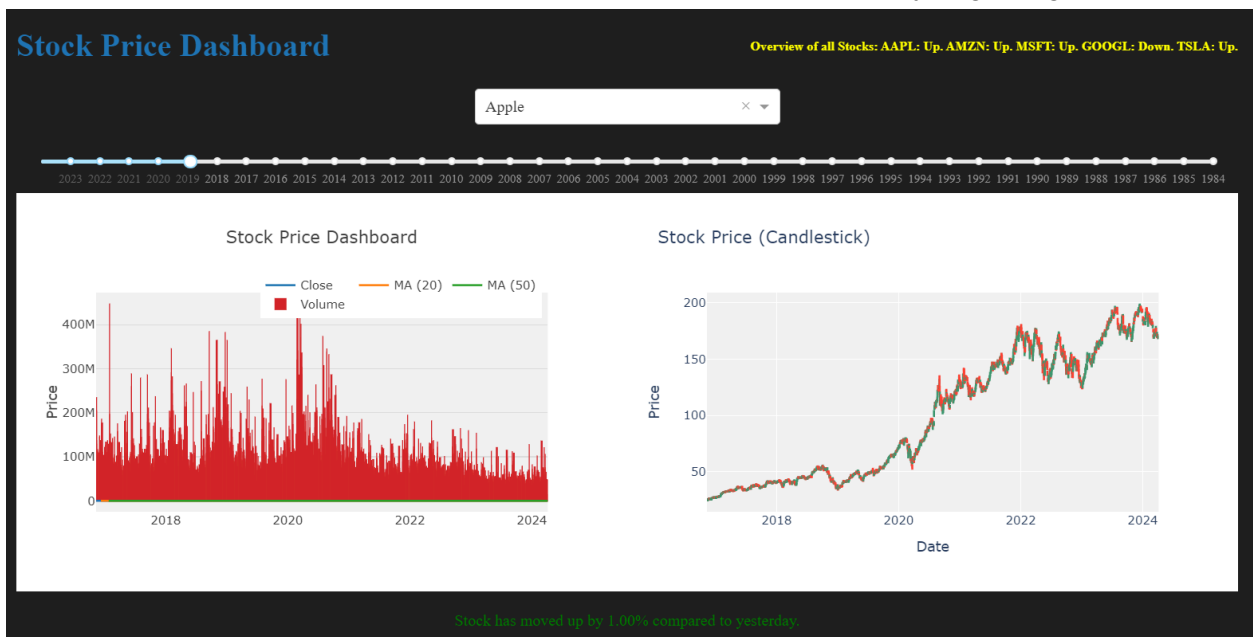 Stock Price Dashboard
Overview of all Stocks: AAPL: Up. AMZN: Up. MSFT: Up. GOOGL: Down. TSLA: Up.
Apple
2023 2022 2021 2020 2019 2018 2017 2016 2015 2014 2013 2012 2011 2010 2009 2008 2007 2006 2005 2004 2003 2002 2001 2000 1999 1998 1997 1996 1995 1994 1993 1992 1991 1990 1989 1988 1987 1986 1985 1984
Stock Price Dashboard
Close MA (20) MA (50)
Volume
400M
300M
200M
100M
0
Price
2018 2020 2022 2024
Stock Price (Candlestick)
200
150
100
50
Price
2018 2020 2022 2024
Date
Stock has moved up by 1.00% compared to yesterday.